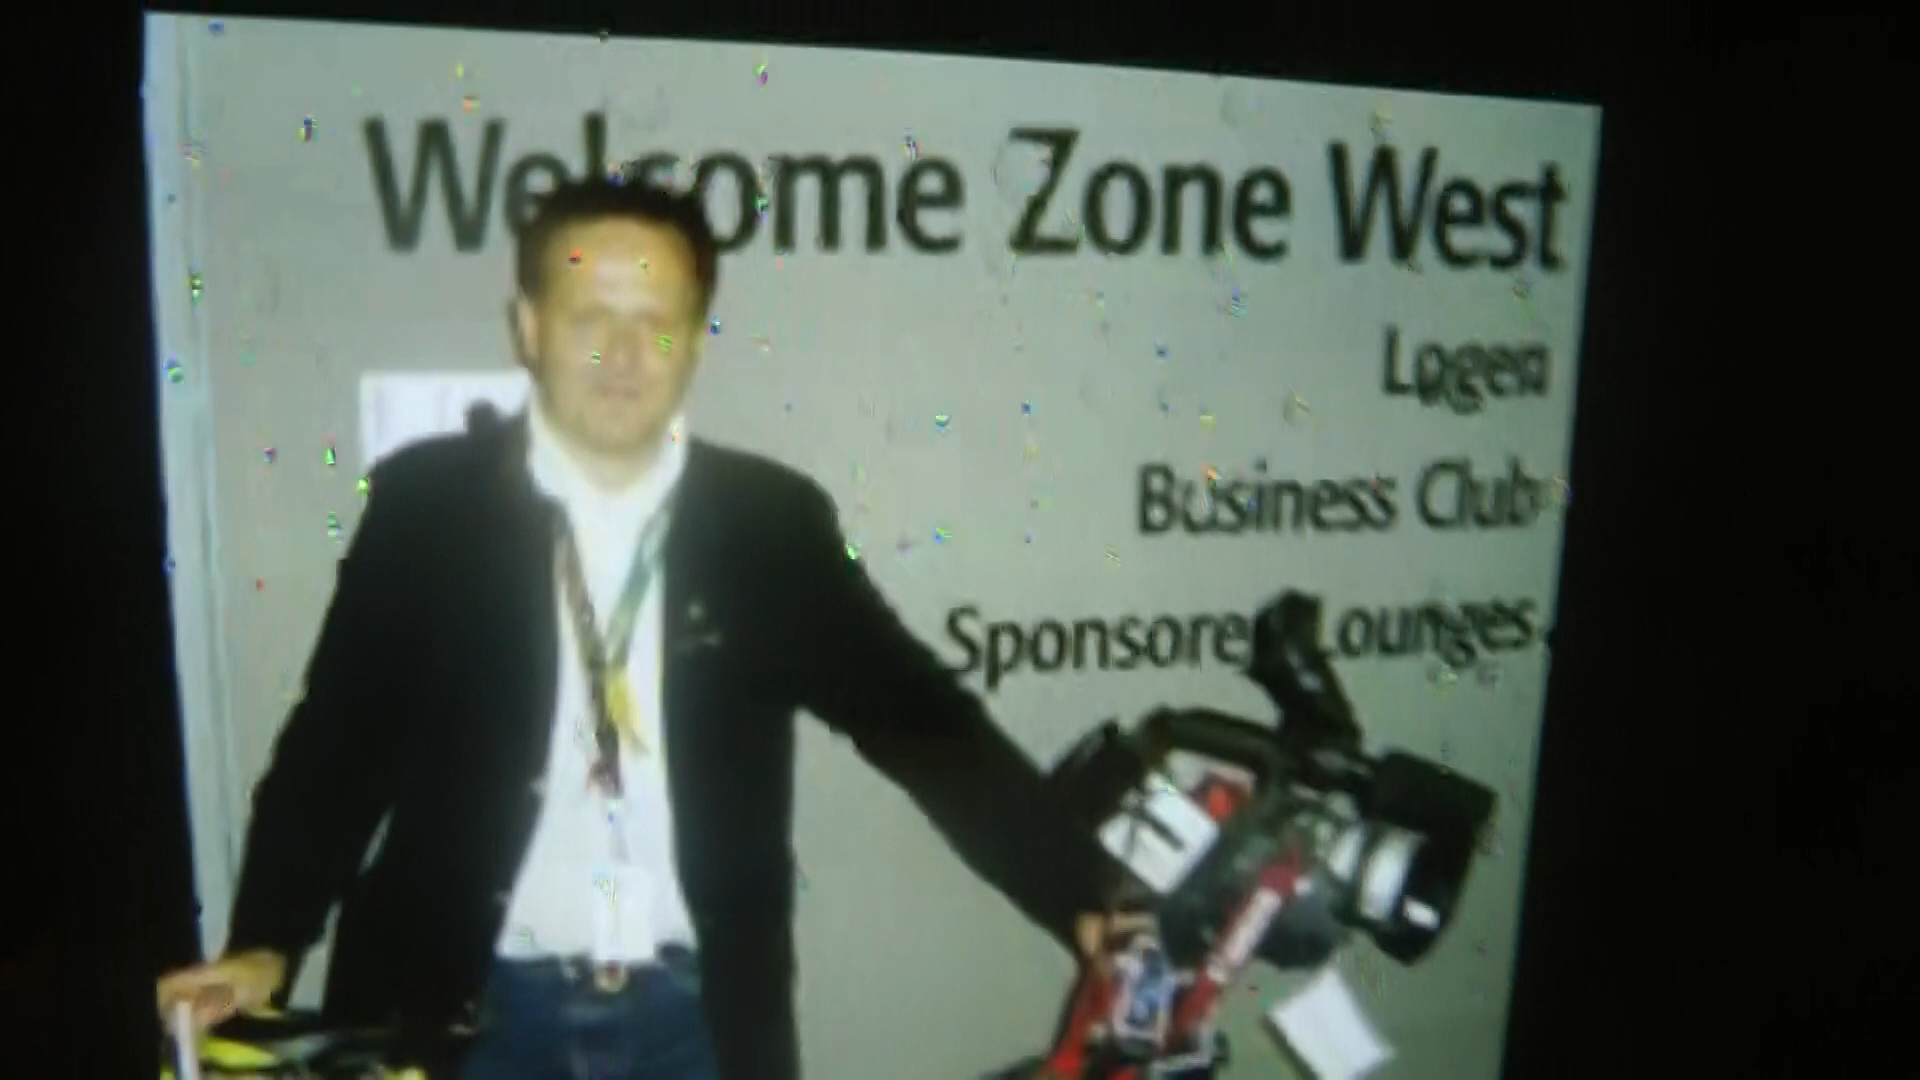 Welcome Zone West
Logen
Business Club
Sponsoren Lounges